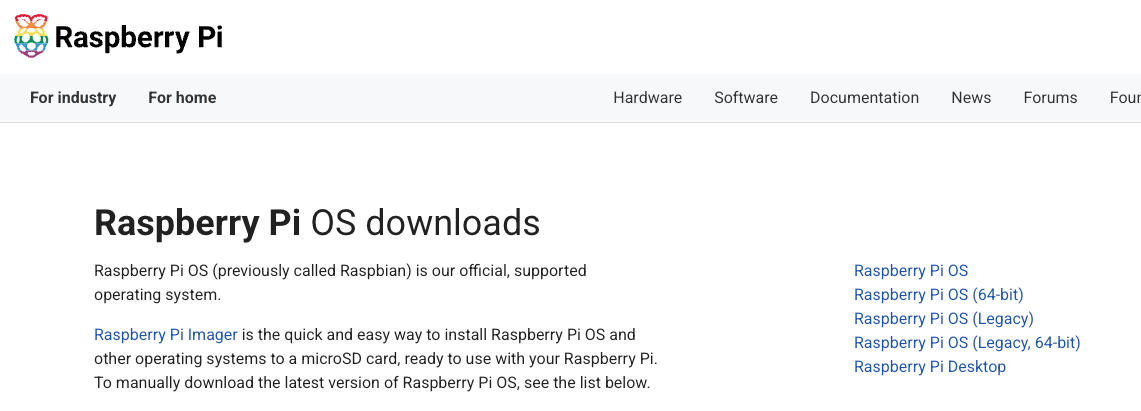 Raspberry Pi
For industry
For home
Hardware
Software
Documentation
News
Forums
Raspberry Pi OS downloads
Raspberry Pi OS (previously called Raspbian) is our official, supported
operating system.
Raspberry Pi Imager is the quick and easy way to install Raspberry Pi OS and
other operating systems to a microSD card, ready to use with your Raspberry Pi.
To manually download the latest version of Raspberry Pi OS, see the list below.
Raspberry Pi OS
Raspberry Pi OS (64-bit)
Raspberry Pi OS (Legacy)
Raspberry Pi OS (Legacy, 64-bit)
Raspberry Pi Desktop